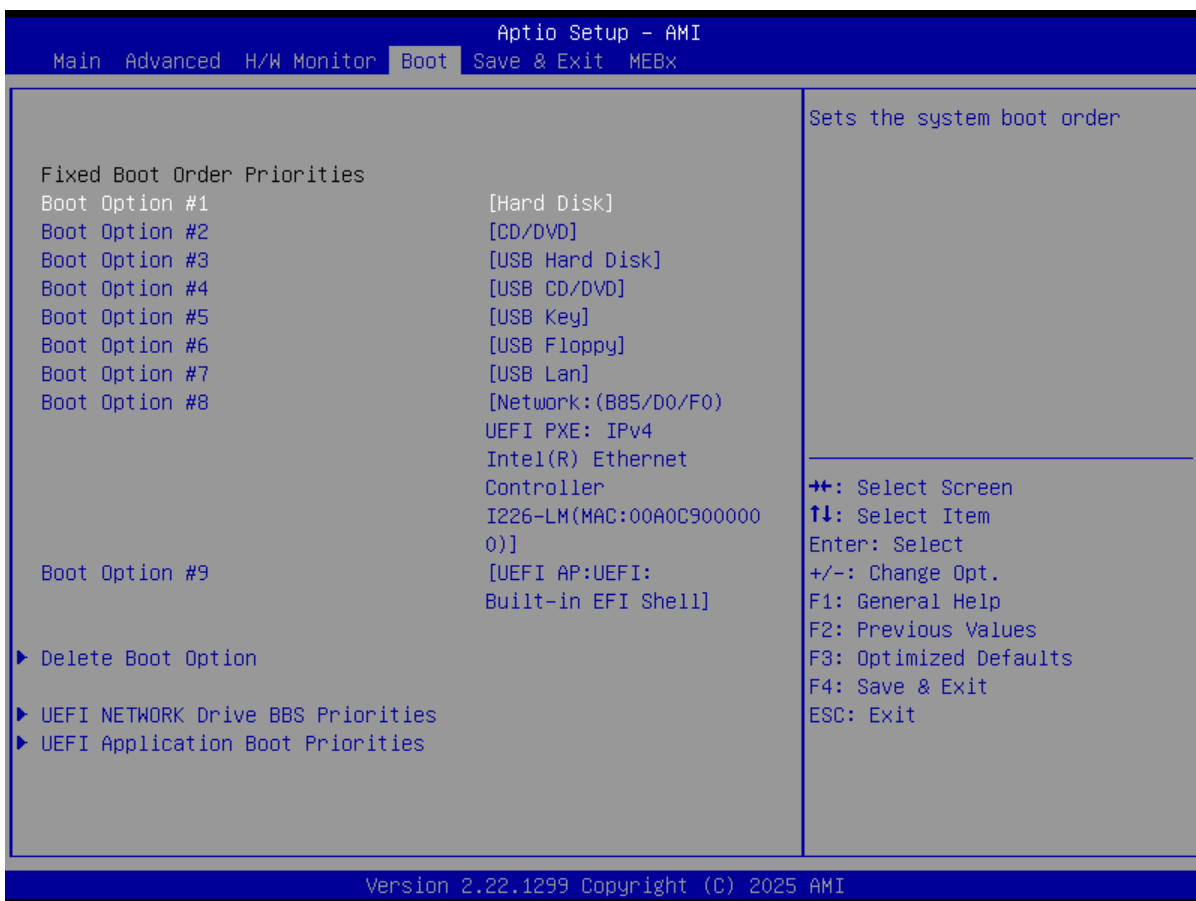 Aptio Setup – AMI
Main Advanced H/W Monitor Boot Save & Exit MEBx
Sets the system boot order
Fixed Boot Order Priorities
Boot Option #1 [Hard Disk]
Boot Option #2 [CD/DVD]
Boot Option #3 [USB Hard Disk]
Boot Option #4 [USB CD/DVD]
Boot Option #5 [USB Key]
Boot Option #6 [USB Floppy]
Boot Option #7 [USB Lan]
Boot Option #8 [Network:(B85/D0/F0)
UEFI PXE: IPv4
Intel(R) Ethernet
Controller
I226-LM(MAC:00A0C900000
0)]
Boot Option #9 [UEFI AP:UEFI:
Built-in EFI Shell]
Delete Boot Option
UEFI NETWORK Drive BBS Priorities
UEFI Application Boot Priorities
→←: Select Screen
↑↓: Select Item
Enter: Select
+/-: Change Opt.
F1: General Help
F2: Previous Values
F3: Optimized Defaults
F4: Save & Exit
ESC: Exit
Version 2.22.1299 Copyright (C) 2025 AMI